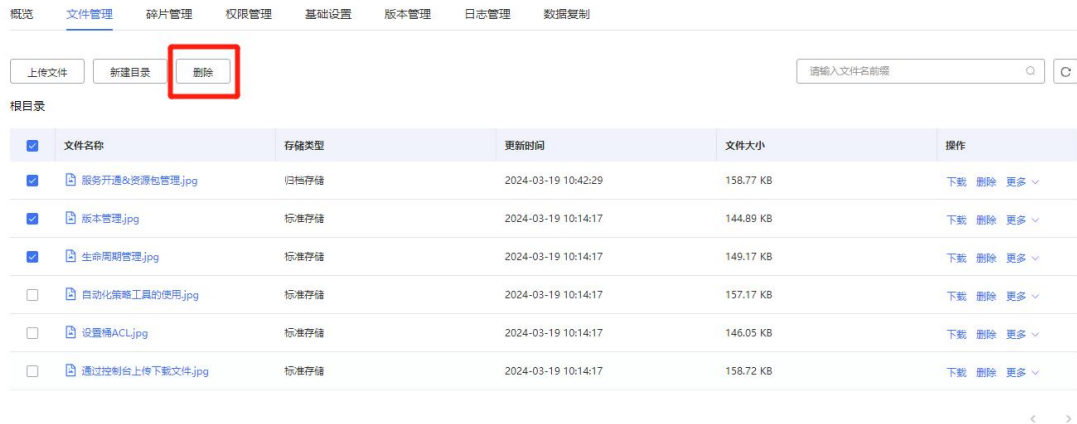 概览 文件管理 碎片管理 权限管理 基础设置 版本管理 日志管理 数据复制
上传文件 新建目录 删除 请输入文件名前缀
根目录
文件名称 存储类型 更新时间 文件大小 操作
服务开通&资源包管理.jpg 归档存储 2024-03-19 10:42:29 158.77 KB 下载 删除 更多
版本管理.jpg 标准存储 2024-03-19 10:14:17 144.89 KB 下载 删除 更多
生命周期管理.jpg 标准存储 2024-03-19 10:14:17 149.17 KB 下载 删除 更多
自动化策略工具的使用.jpg 标准存储 2024-03-19 10:14:17 157.17 KB 下载 删除 更多
设置桶ACL.jpg 标准存储 2024-03-19 10:14:17 146.05 KB 下载 删除 更多
通过控制台上传下载文件.jpg 标准存储 2024-03-19 10:14:17 158.72 KB 下载 删除 更多